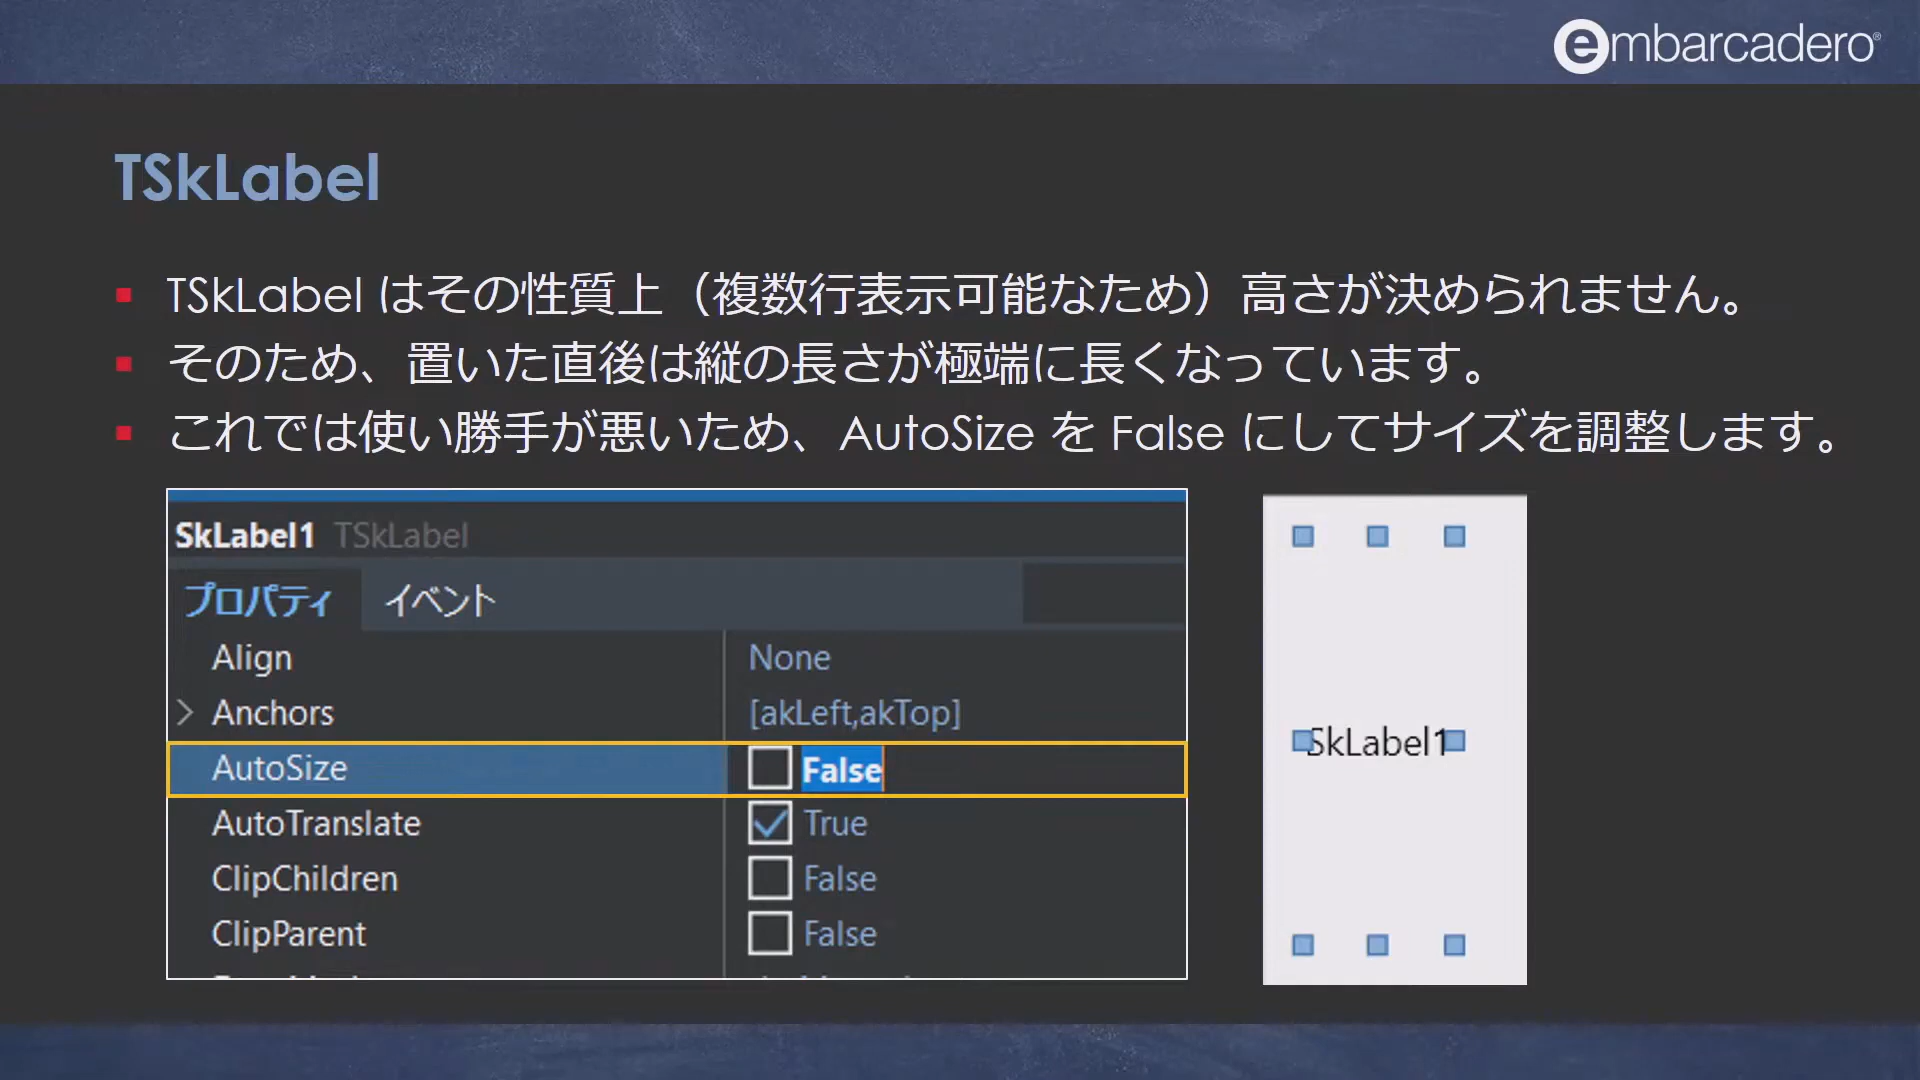 embarcadero®
TSkLabel
▪ TSkLabel はその性質上（複数行表示可能なため）高さが決められません。
▪ そのため、置いた直後は縦の長さが極端に長くなっています。
▪ これでは使い勝手が悪いため、AutoSize を False にしてサイズを調整します。
SkLabel1 TSkLabel
プロパティ イベント
Align None
Anchors [akLeft,akTop]
AutoSize False
AutoTranslate True
ClipChildren False
ClipParent False
SkLabel1